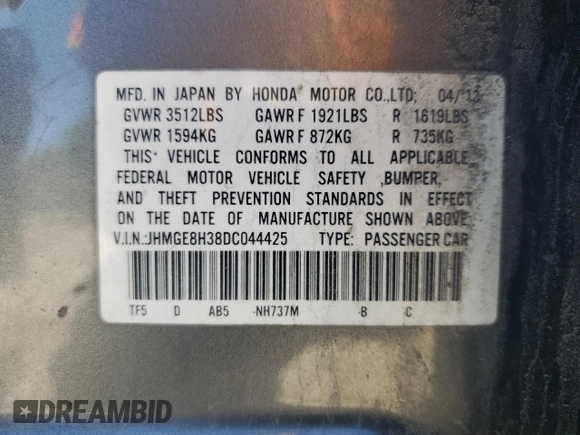 MFD. IN JAPAN BY HONDA MOTOR CO.,LTD; 04/'13
GVWR 3512LBS GAWR F 1921LBS R 1619LBS
GVWR 1594KG GAWR F 872KG R 735KG
THIS VEHICLE CONFORMS TO ALL APPLICABLE
FEDERAL MOTOR VEHICLE SAFETY ,BUMPER,
AND THEFT PREVENTION STANDARDS IN EFFECT
ON THE DATE OF MANUFACTURE SHOWN ABOVE.
V.I.N.:JHMGE8H38DC044425 TYPE: PASSENGER CAR
TF5 D AB5 -NH737M -B -C
DREAMBID